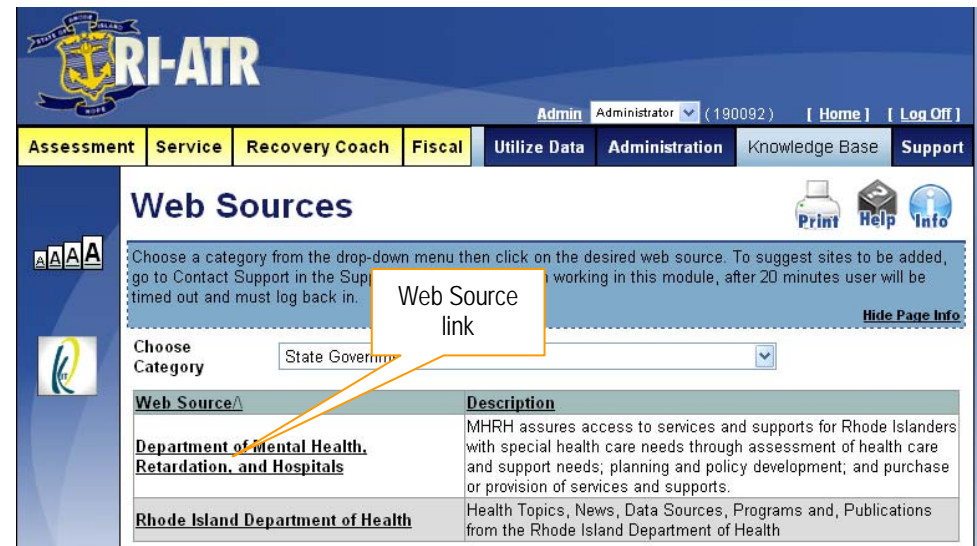 STATE OF RHODE ISLAND
HOPE
RI-ATR
Admin Administrator (190092) [ Home ] [ Log Off ]
Assessment Service Recovery Coach Fiscal Utilize Data Administration Knowledge Base Support
Web Sources
Print Help Info
AAAA
Choose a category from the drop-down menu then click on the desired web source. To suggest sites to be added,
go to Contact Support in the Sup working in this module, after 20 minutes user will be
timed out and must log back in.
Hide Page Info
Web Source
link
Choose
Category
State Governm
Web Source/\ Description
Department of Mental Health,
Retardation, and Hospitals
MHRH assures access to services and supports for Rhode Islanders
with special health care needs through assessment of health care
and support needs; planning and policy development; and purchase
or provision of services and supports.
Rhode Island Department of Health
Health Topics, News, Data Sources, Programs and, Publications
from the Rhode Island Department of Health